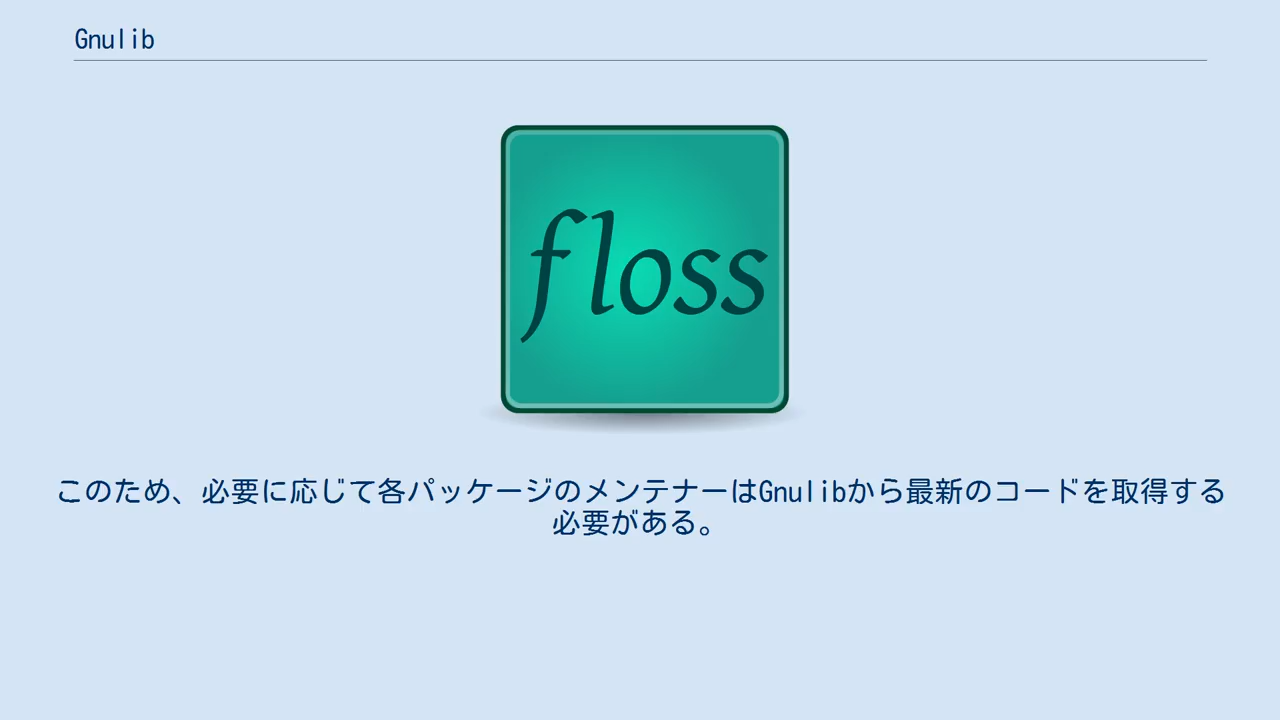 Gnulib
floss
このため、必要に応じて各パッケージのメンテナーはGnulibから最新のコードを取得する
必要がある。